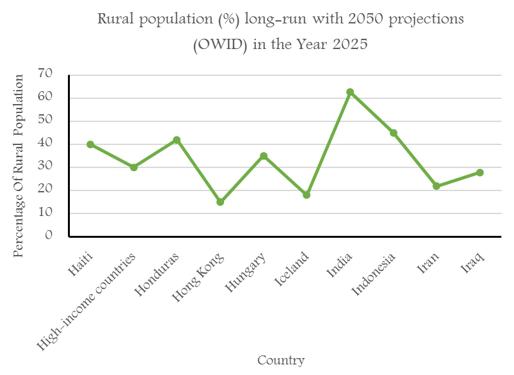 Rural population (%) long-run with 2050 projections
(OWID) in the Year 2025
Percentage Of Rural Population
70
60
50
40
30
20
10
0
Haiti
High-income countries
Honduras
Hong Kong
Hungary
Iceland
India
Indonesia
Iran
Iraq
Country